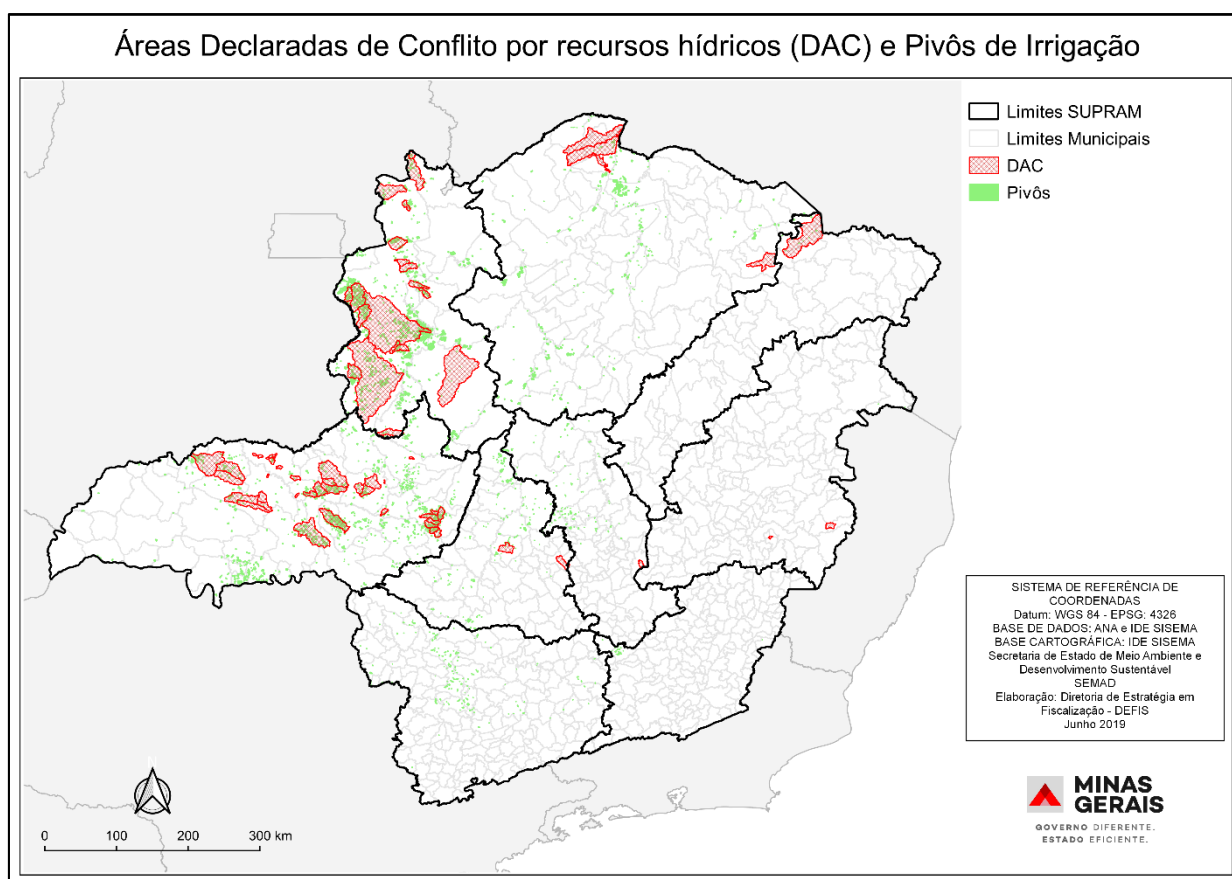 Áreas Declaradas de Conflito por recursos hídricos (DAC) e Pivôs de Irrigação
Limites SUPRAM
Limites Municipais
DAC
Pivôs
SISTEMA DE REFERÊNCIA DE
COORDENADAS
Datum: WGS 84 - EPSG: 4326
BASE DE DADOS: ANA e IDE SISEMA
BASE CARTOGRÁFICA: IDE SISEMA
Secretaria de Estado de Meio Ambiente e
Desenvolvimento Sustentável
SEMAD
Elaboração: Diretoria de Estratégia em
Fiscalização - DEFIS
Junho 2019
0 100 200 300 km
MINAS
GERAIS
GOVERNO DIFERENTE.
ESTADO EFICIENTE.